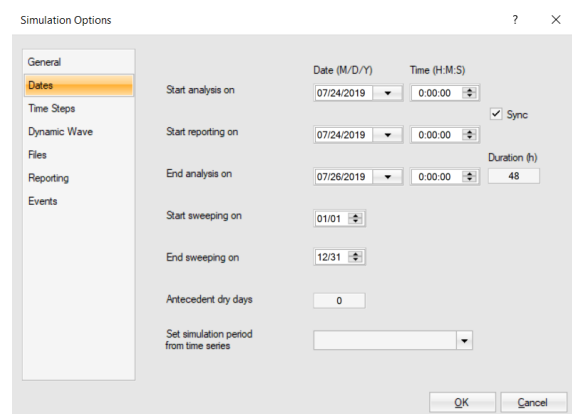 Simulation Options
?
General
Dates
Time Steps
Dynamic Wave
Files
Reporting
Events
Date (M/D/Y) Time (H:M:S)
Start analysis on 07/24/2019 0:00:00
Sync
Start reporting on 07/24/2019 0:00:00
Duration (h)
End analysis on 07/26/2019 0:00:00 48
Start sweeping on 01/01
End sweeping on 12/31
Antecedent dry days 0
Set simulation period
from time series
OK Cancel